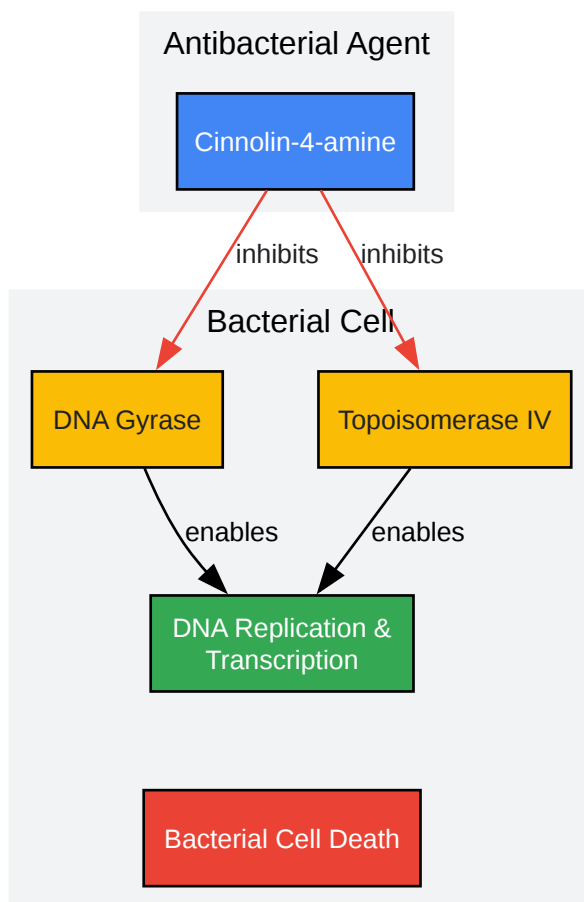 Antibacterial Agent
Cinnolin-4-amine
inhibits
inhibits
Bacterial Cell
DNA Gyrase
Topoisomerase IV
enables
enables
DNA Replication &
Transcription
Bacterial Cell Death